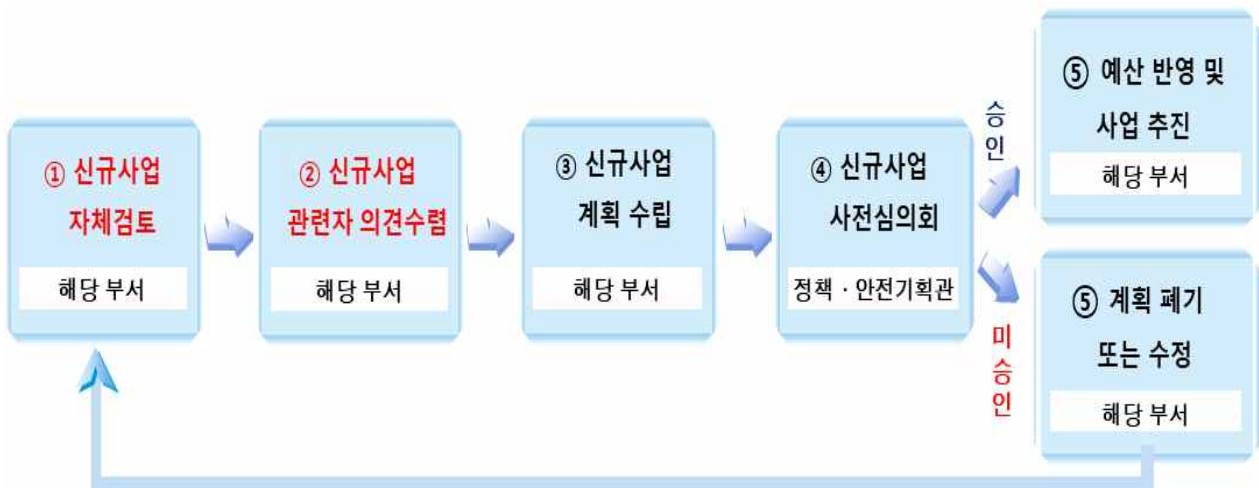 ① 신규사업
자체검토
해당 부서
② 신규사업
관련자 의견수렴
해당 부서
③ 신규사업
계획 수립
해당 부서
④ 신규사업
사전심의회
정책 · 안전기획관
승인
⑤ 예산 반영 및
사업 추진
해당 부서
미승인
⑤ 계획 폐기
또는 수정
해당 부서